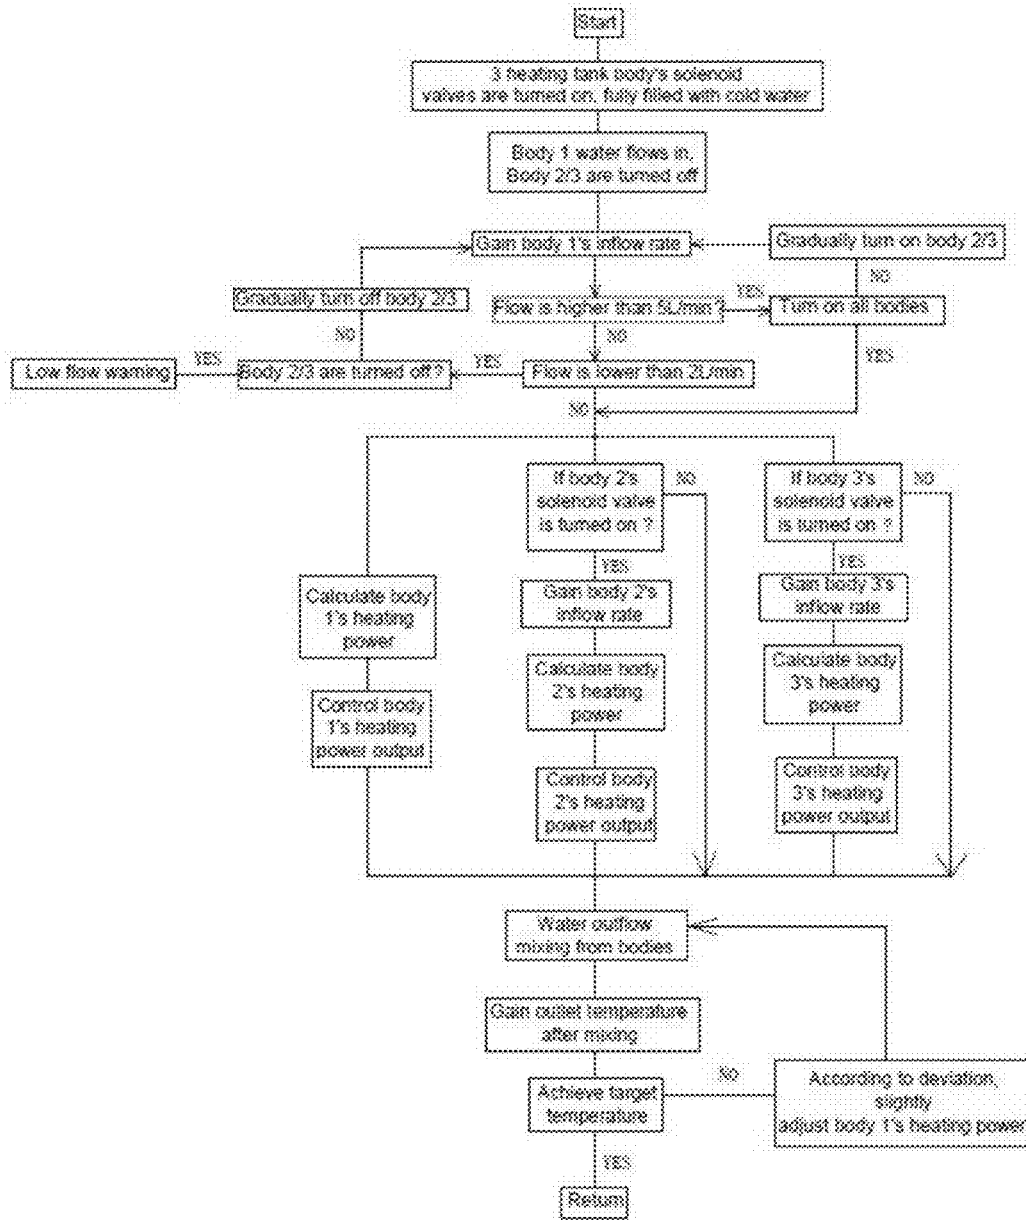 Start
3 heating tank body's solenoid
valves are turned on, fully filled with cold water
Body 1 water flows in,
Body 2/3 are turned off
Gain body 1's inflow rate
Gradually turn on body 2/3
Gradually turn off body 2/3
Flow is higher than 5L/min?
YES
Turn on all bodies
NO
NO
NO
YES
Low flow warning
YES
Body 2/3 are turned off?
YES
Flow is lower than 2L/min
NO
If body 2's
solenoid valve
is turned on ?
NO
If body 3's
solenoid valve
is turned on ?
NO
YES
YES
Calculate body
1's heating
power
Gain body 2's
inflow rate
Gain body 3's
inflow rate
Calculate body
2's heating
power
Calculate body
3's heating
power
Control body
1's heating
power output
Control body
2's heating
power output
Control body
3's heating
power output
Water outflow
mixing from bodies
Gain outlet temperature
after mixing
Achieve target
temperature
NO
According to deviation,
slightly
adjust body 1's heating power
YES
Return